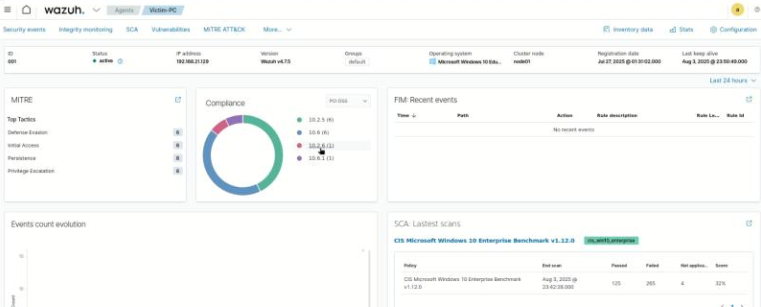 wazuh. Agents Victim-PC a
Security events Integrity monitoring SCA Vulnerabilities MITRE ATT&CK More... Inventory data Stats Configuration
ID Status IP address Version Groups Operating system Cluster node Registration date Last keep alive
001 active 192.168.21.129 Wazuh v4.7.5 default Microsoft Windows 10 Edu... node01 Jul 27, 2025 @ 01:31:02.000 Aug 3, 2025 @ 23:50:49.000
Last 24 hours
MITRE
Top Tactics
Defense Evasion 6
Initial Access 6
Persistence 6
Privilege Escalation 6
Compliance PCI DSS
10.2.5 (6)
10.6 (6)
10.2.6 (1)
10.6.1 (1)
FIM: Recent events
Time Path Action Rule description Rule Le... Rule Id
No recent events
Events count evolution
SCA: Lastest scans
CIS Microsoft Windows 10 Enterprise Benchmark v1.12.0 cis_win10_enterprise
Policy End scan Passed Failed Not applica... Score
CIS Microsoft Windows 10 Enterprise Benchmark v1.12.0 Aug 3, 2025 @ 23:42:28.000 125 265 4 32%
1